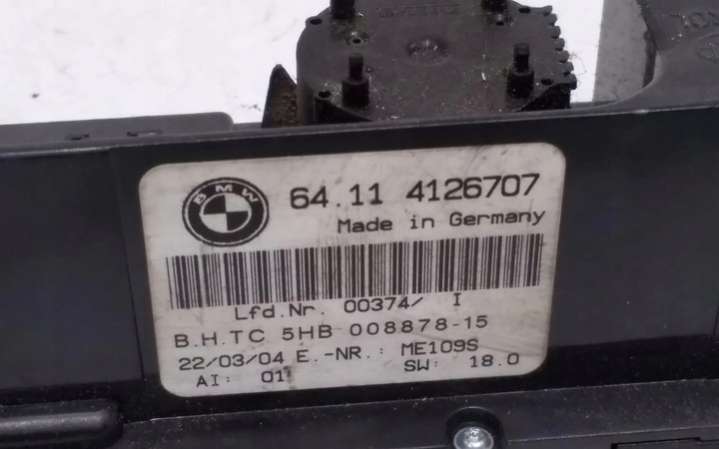 BMW
64.11 4126707
Made in Germany
Lfd.Nr. 00374/ I
B.H.TC 5HB 008878-15
22/03/04 E.-NR.: ME109S
AI: 01 SW: 18.0